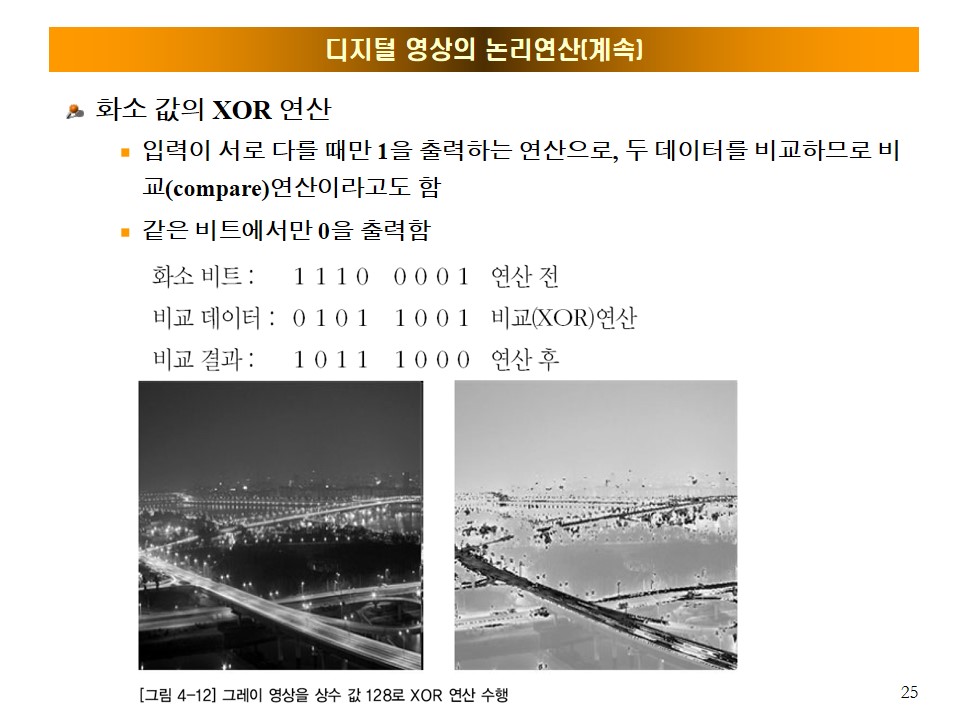 디지털 영상의 논리연산(계속)
화소 값의 XOR 연산
입력이 서로 다를 때만 1을 출력하는 연산으로, 두 데이터를 비교하므로 비
교(compare)연산이라고도 함
같은 비트에서만 0을 출력함
화소 비트 : 1 1 1 0 0 0 0 1 연산 전
비교 데이터 : 0 1 0 1 1 0 0 1 비교(XOR)연산
비교 결과 : 1 0 1 1 1 0 0 0 연산 후
[그림 4-12] 그레이 영상을 상수 값 128로 XOR 연산 수행
25